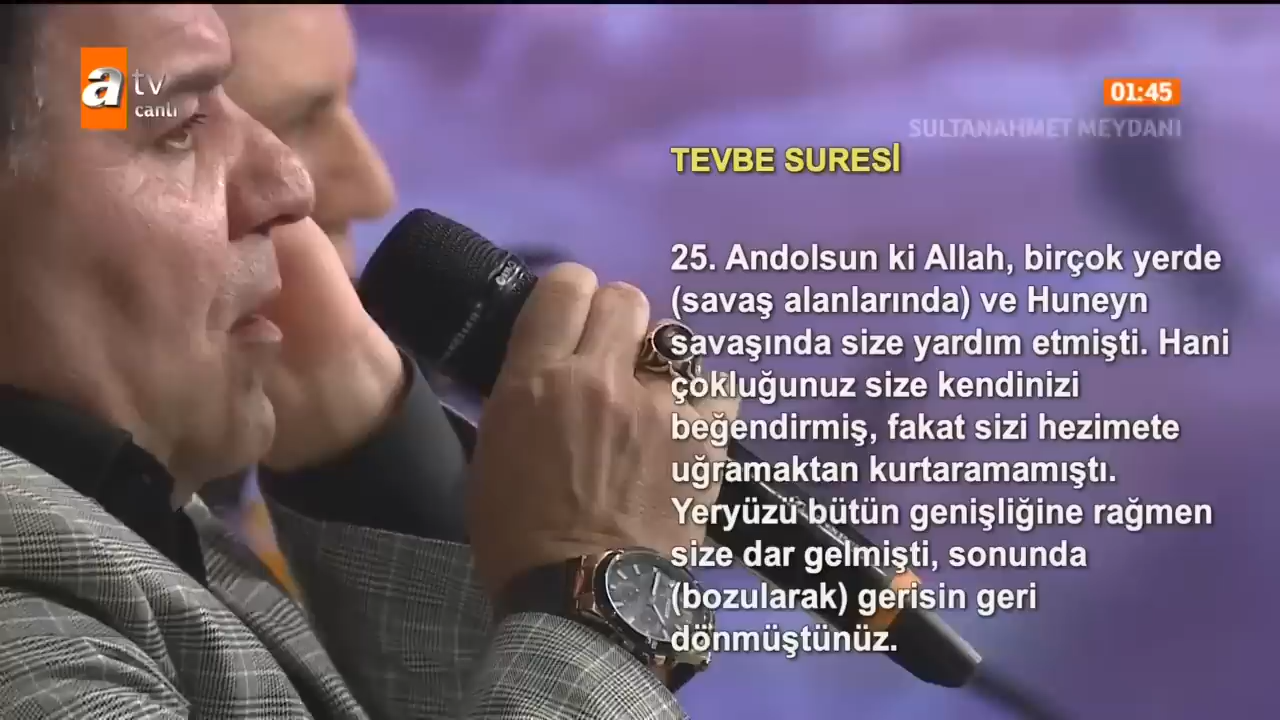 a tv
canlı
01:45
SULTANAHMET MEYDANI
TEVBE SURESİ
25. Andolsun ki Allah, birçok yerde
(savaş alanlarında) ve Huneyn
savaşında size yardım etmişti. Hani
çokluğunuz size kendinizi
beğendirmiş, fakat sizi hezimete
uğramaktan kurtaramamıştı.
Yeryüzü bütün genişliğine rağmen
size dar gelmişti, sonunda
(bozularak) gerisin geri
dönmüştünüz.